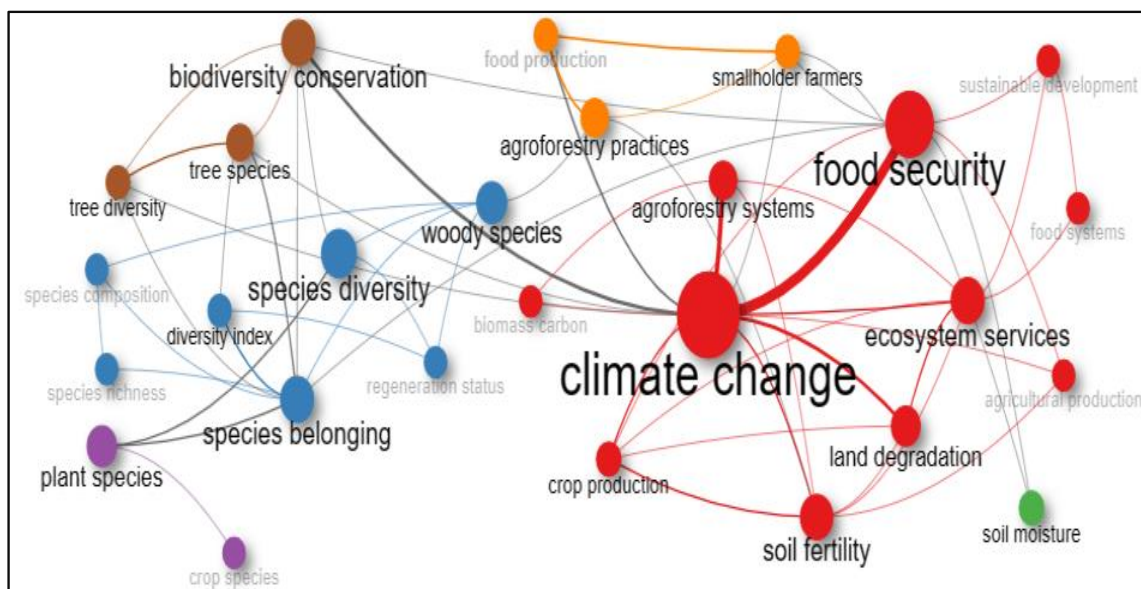 food production
smallholder farmers
sustainable development
biodiversity conservation
agroforestry practices
food security
tree species
tree diversity
agroforestry systems
food systems
woody species
species composition
species diversity
biomass carbon
ecosystem services
diversity index
climate change
species richness
regeneration status
agricultural production
species belonging
plant species
crop production
land degradation
soil fertility
soil moisture
crop species